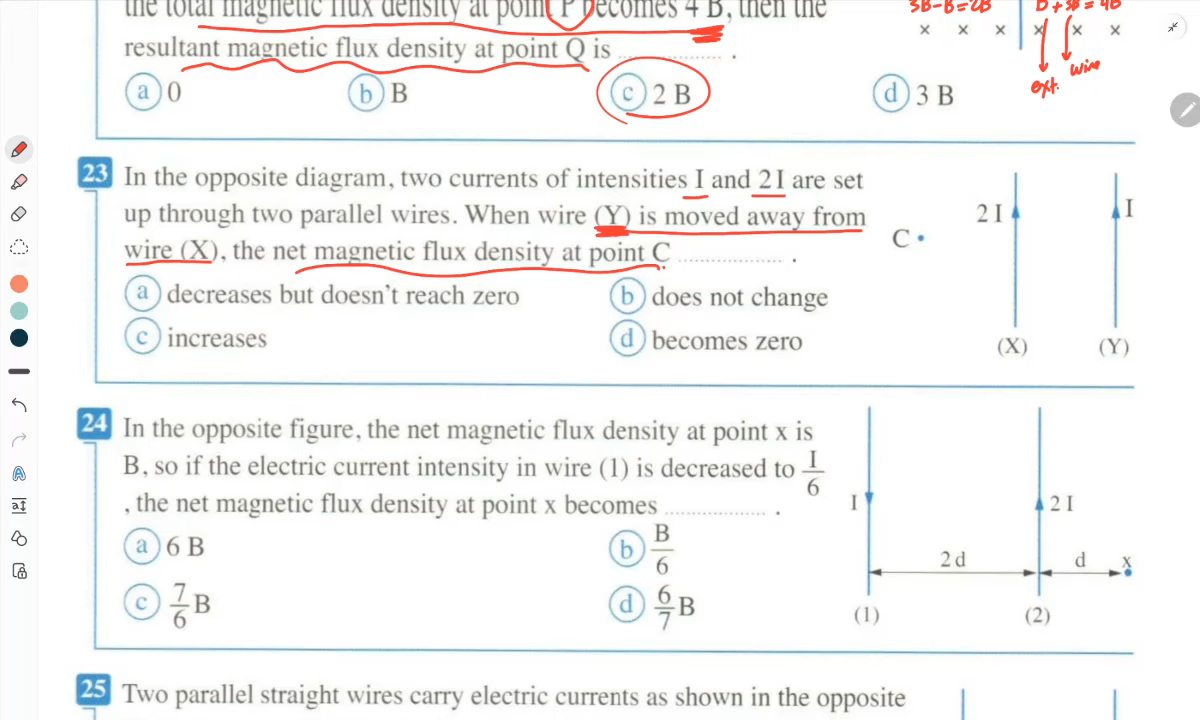 the total magnetic flux density at point P becomes 4 B, then the
resultant magnetic flux density at point Q is .................. .
a 0
b B
c 2 B
d 3 B
3B-B=2B
B+3B=4B
× × × × × ×
ext.
wire
23 In the opposite diagram, two currents of intensities I and 2 I are set
up through two parallel wires. When wire (Y) is moved away from
wire (X), the net magnetic flux density at point C .................. .
a decreases but doesn't reach zero
b does not change
c increases
d becomes zero
C
2 I
I
(X)
(Y)
24 In the opposite figure, the net magnetic flux density at point x is
B, so if the electric current intensity in wire (1) is decreased to I/6
, the net magnetic flux density at point x becomes .................. .
a 6 B
b B/6
c 7/6 B
d 6/7 B
I
2 I
2 d
d
x
(1)
(2)
25 Two parallel straight wires carry electric currents as shown in the opposite